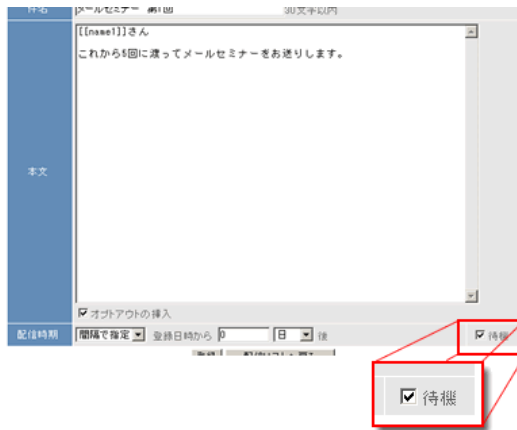 件名 メールセミナー 第1回 30文字以内
[[name1]]さん
これから5回に渡ってメールセミナーをお送りします。
本文
オプトアウトの挿入
配信時期 間隔で指定 登録日時から 0 日 後 待機
待機